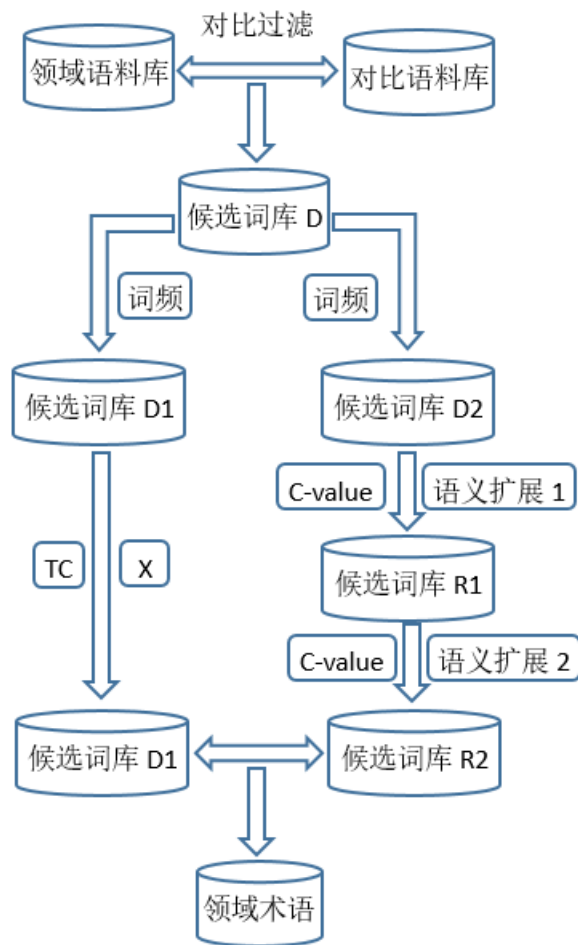 对比过滤
领域语料库
对比语料库
候选词库 D
词频
词频
候选词库 D1
候选词库 D2
C-value
语义扩展 1
TC
X
候选词库 R1
C-value
语义扩展 2
候选词库 D1
候选词库 R2
领域术语